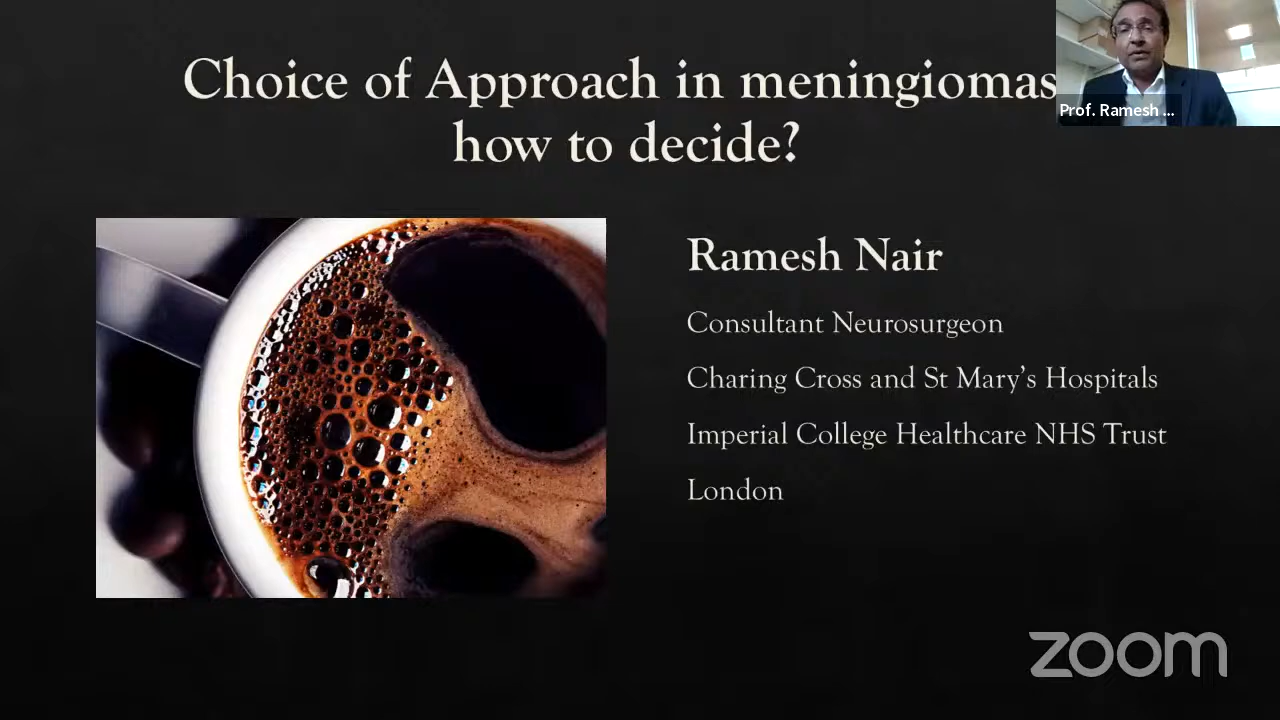 Choice of Approach in meningiomas
how to decide?
Prof. Ramesh ...
Ramesh Nair
Consultant Neurosurgeon
Charing Cross and St Mary's Hospitals
Imperial College Healthcare NHS Trust
London
zoom